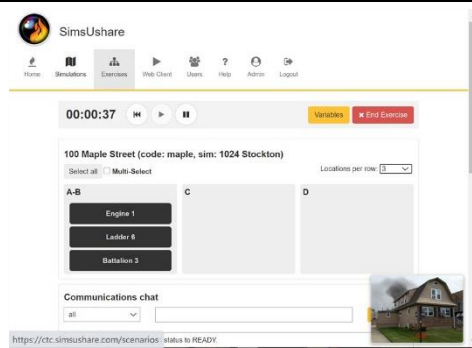 SimsUshare
Home Simulations Exercises Web Client Users Help Admin Logout
00:00:37 Variables ✖ End Exercise
100 Maple Street (code: maple, sim: 1024 Stockton)
Select all Multi-Select Locations per row: 3
A-B C D
Engine 1
Ladder 6
Battalion 3
Communications chat
all
https://ctc.simsushare.com/scenarios status to READY.